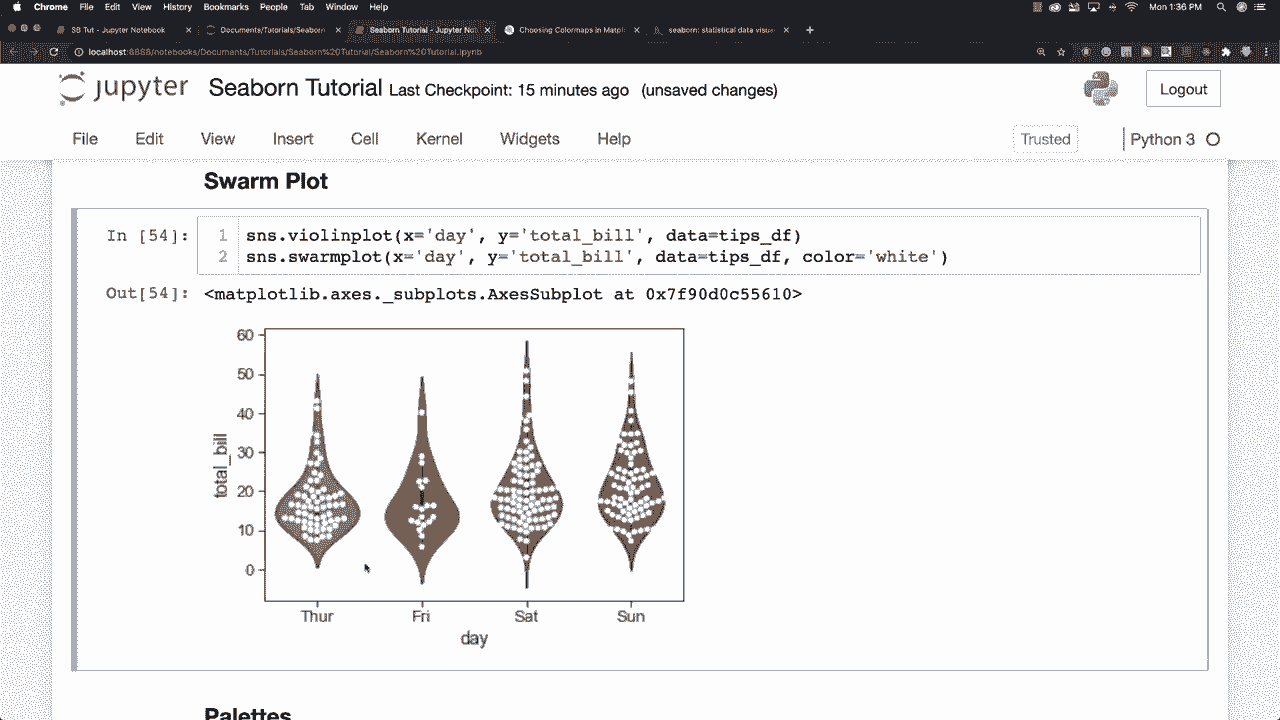 Chrome File Edit View History Bookmarks People Tab Window Help Mon 1:36 PM
SB Tut - Jupyter Notebook Documents/Tutorials/Seaborn Seaborn Tutorial - Jupyter Not Choosing Colormaps in Matpl seaborn: statistical data visua
localhost:8888/notebooks/Documents/Tutorials/Seaborn%20Tutorial/Seaborn%20Tutorial.ipynb
jupyter Seaborn Tutorial Last Checkpoint: 15 minutes ago (unsaved changes) Logout
File Edit View Insert Cell Kernel Widgets Help Trusted Python 3
Swarm Plot
In [54]: 1 sns.violinplot(x='day', y='total_bill', data=tips_df)
2 sns.swarmplot(x='day', y='total_bill', data=tips_df, color='white')
Out[54]: <matplotlib.axes._subplots.AxesSubplot at 0x7f90d0c55610>
60
50
40
30
20
10
0
total_bill
Thur Fri Sat Sun
day
Palettes